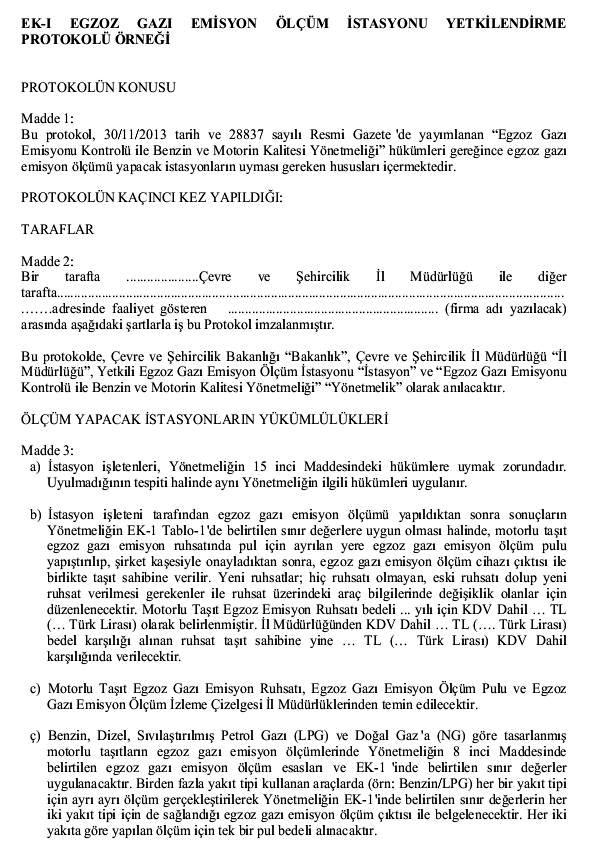 EK-I EGZOZ GAZI EMİSYON ÖLÇÜM İSTASYONU YETKİLENDİRME
PROTOKOLÜ ÖRNEĞİ
PROTOKOLÜN KONUSU
Madde 1:
Bu protokol, 30/11/2013 tarih ve 28837 sayılı Resmi Gazete 'de yayımlanan “Egzoz Gazı
Emisyonu Kontrolü ile Benzin ve Motorin Kalitesi Yönetmeliği” hükümleri gereğince egzoz gazı
emisyon ölçümü yapacak istasyonların uyması gereken hususları içermektedir.
PROTOKOLÜN KAÇINCI KEZ YAPILDIĞI:
TARAFLAR
Madde 2:
Bir tarafta .....................Çevre ve Şehircilik İl Müdürlüğü ile diğer
tarafta.......................................................................................................................................................
…….adresinde faaliyet gösteren .............................................................. (firma adı yazılacak)
arasında aşağıdaki şartlarla iş bu Protokol imzalanmıştır.
Bu protokolde, Çevre ve Şehircilik Bakanlığı “Bakanlık”, Çevre ve Şehircilik İl Müdürlüğü “İl
Müdürlüğü”, Yetkili Egzoz Gazı Emisyon Ölçüm İstasyonu “İstasyon” ve “Egzoz Gazı Emisyonu
Kontrolü ile Benzin ve Motorin Kalitesi Yönetmeliği” “Yönetmelik” olarak anılacaktır.
ÖLÇÜM YAPACAK İSTASYONLARIN YÜKÜMLÜLÜKLERİ
Madde 3:
a) İstasyon işletenleri, Yönetmeliğin 15 inci Maddesindeki hükümlere uymak zorundadır.
Uyulmadığının tespiti halinde aynı Yönetmeliğin ilgili hükümleri uygulanır.
b) İstasyon işleteni tarafından egzoz gazı emisyon ölçümü yapıldıktan sonra sonuçların
Yönetmeliğin EK-1 Tablo-1'de belirtilen sınır değerlere uygun olması halinde, motorlu taşıt
egzoz gazı emisyon ruhsatında pul için ayrılan yere egzoz gazı emisyon ölçüm pulu
yapıştırılıp, şirket kaşesiyle onayladıktan sonra, egzoz gazı emisyon ölçüm cihazı çıktısı ile
birlikte taşıt sahibine verilir. Yeni ruhsatlar; hiç ruhsatı olmayan, eski ruhsatı dolup yeni
ruhsat verilmesi gerekenler ile ruhsat üzerindeki araç bilgilerinde değişiklik olanlar için
düzenlenecektir. Motorlu Taşıt Egzoz Emisyon Ruhsatı bedeli ... yılı için KDV Dahil … TL
(… Türk Lirası) olarak belirlenmiştir. İl Müdürlüğünden KDV Dahil … TL (…. Türk Lirası)
bedel karşılığı alınan ruhsat taşıt sahibine yine … TL (… Türk Lirası) KDV Dahil
karşılığında verilecektir.
c) Motorlu Taşıt Egzoz Gazı Emisyon Ruhsatı, Egzoz Gazı Emisyon Ölçüm Pulu ve Egzoz
Gazı Emisyon Ölçüm İzleme Çizelgesi İl Müdürlüklerinden temin edilecektir.
ç) Benzin, Dizel, Sıvılaştırılmış Petrol Gazı (LPG) ve Doğal Gaz'a (NG) göre tasarlanmış
motorlu taşıtların egzoz gazı emisyon ölçümlerinde Yönetmeliğin 8 inci Maddesinde
belirtilen egzoz gazı emisyon ölçüm esasları ve EK-1 'inde belirtilen sınır değerler
uygulanacaktır. Birden fazla yakıt tipi kullanan araçlarda (örn: Benzin/LPG) her bir yakıt tipi
için ayrı ayrı ölçüm gerçekleştirilerek Yönetmeliğin EK-1'inde belirtilen sınır değerlerin her
iki yakıt tipi için de sağlandığı egzoz gazı emisyon ölçüm çıktısı ile belgelenecektir. Her iki
yakıta göre yapılan ölçüm için tek bir pul bedeli alınacaktır.